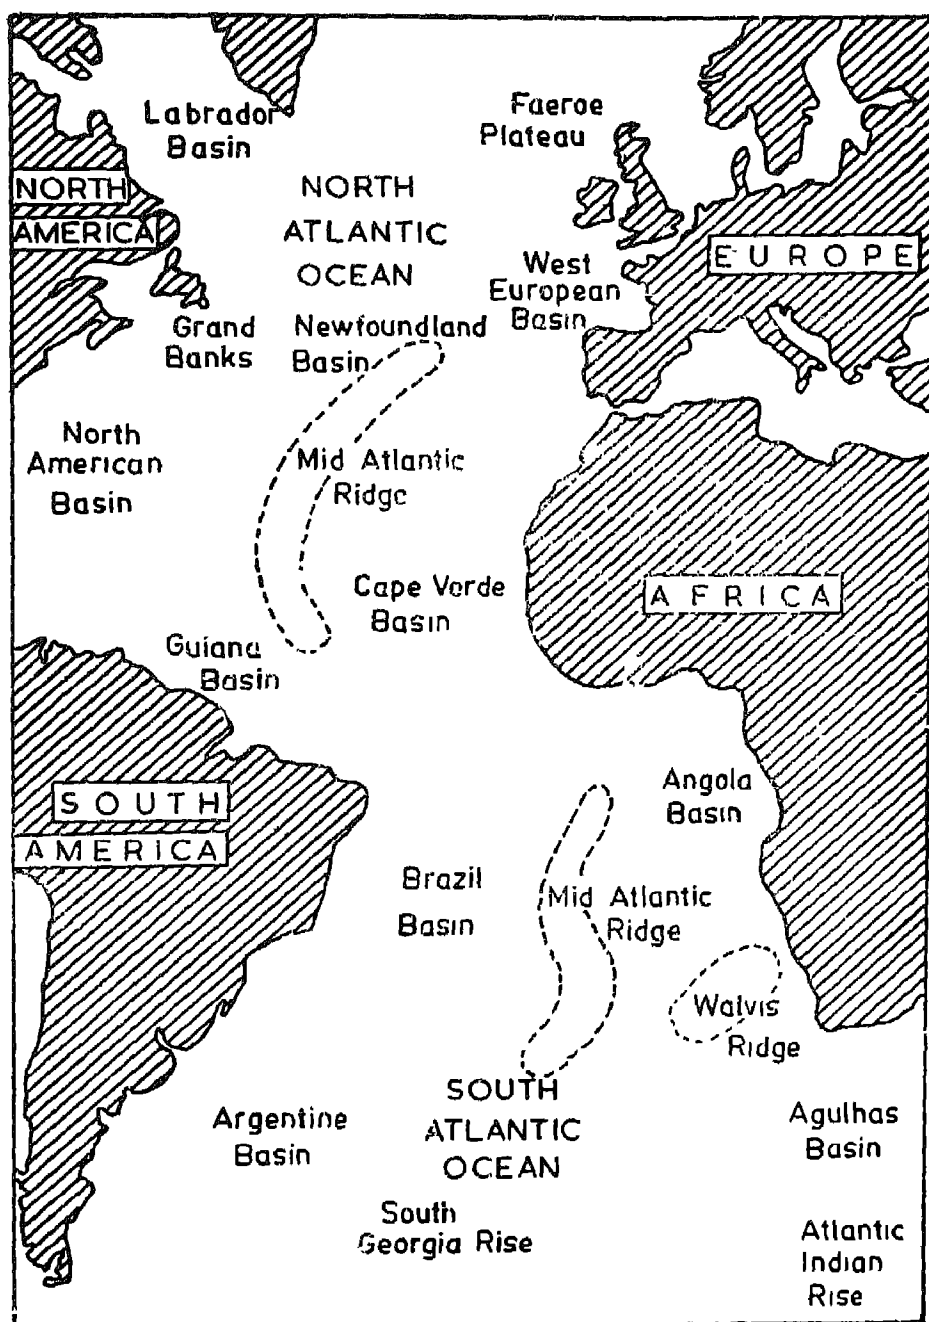 Labrador
Basin
Faeroe
Plateau
NORTH
AMERICA
NORTH
ATLANTIC
OCEAN
EUROPE
West
European
Basin
Grand
Banks
Newfoundland
Basin
North
American
Basin
Mid Atlantic
Ridge
Cape Verde
Basin
AFRICA
Guiana
Basin
SOUTH
AMERICA
Angola
Basin
Brazil
Basin
Mid Atlantic
Ridge
Walvis
Ridge
SOUTH
ATLANTIC
OCEAN
Argentine
Basin
Agulhas
Basin
South
Georgia Rise
Atlantic
Indian
Rise